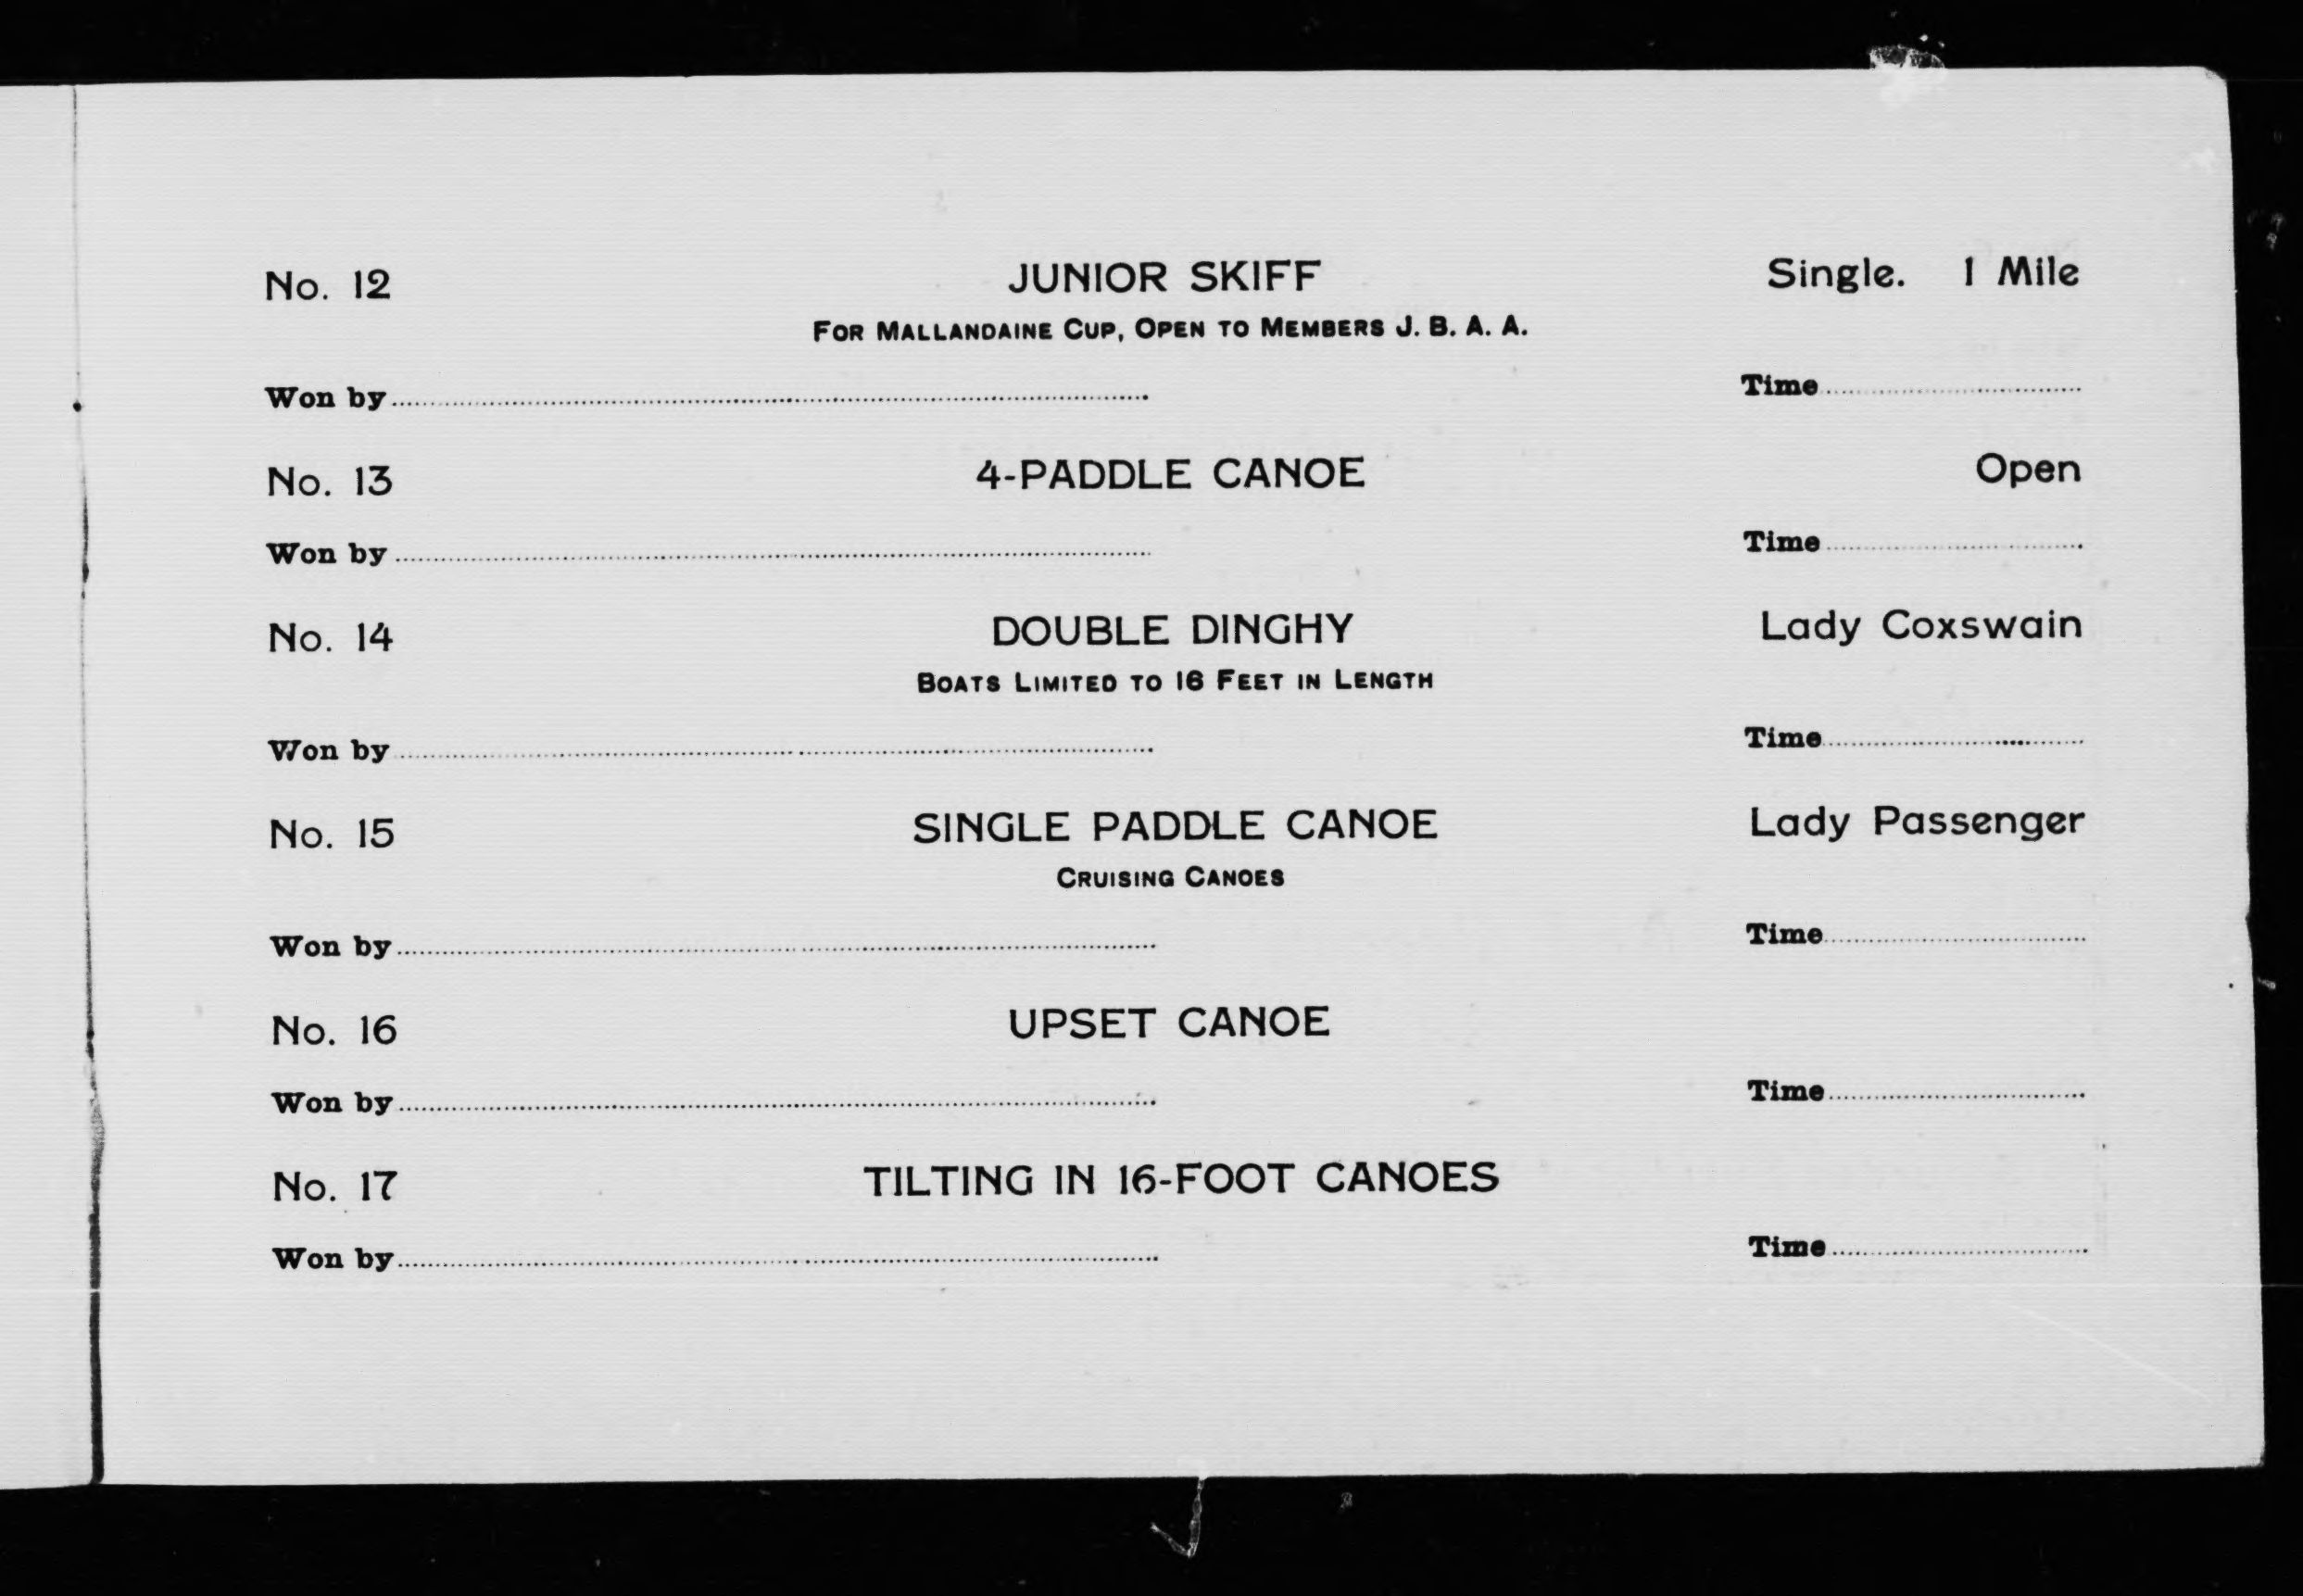 No. 12 JUNIOR SKIFF Single. 1 Mile
FOR MALLANDAINE CUP, OPEN TO MEMBERS J. B. A. A.
Won by Time
No. 13 4-PADDLE CANOE Open
Won by Time
No. 14 DOUBLE DINGHY Lady Coxswain
BOATS LIMITED TO 16 FEET IN LENGTH
Won by Time
No. 15 SINGLE PADDLE CANOE Lady Passenger
CRUISING CANOES
Won by Time
No. 16 UPSET CANOE
Won by Time
No. 17 TILTING IN 16-FOOT CANOES
Won by Time